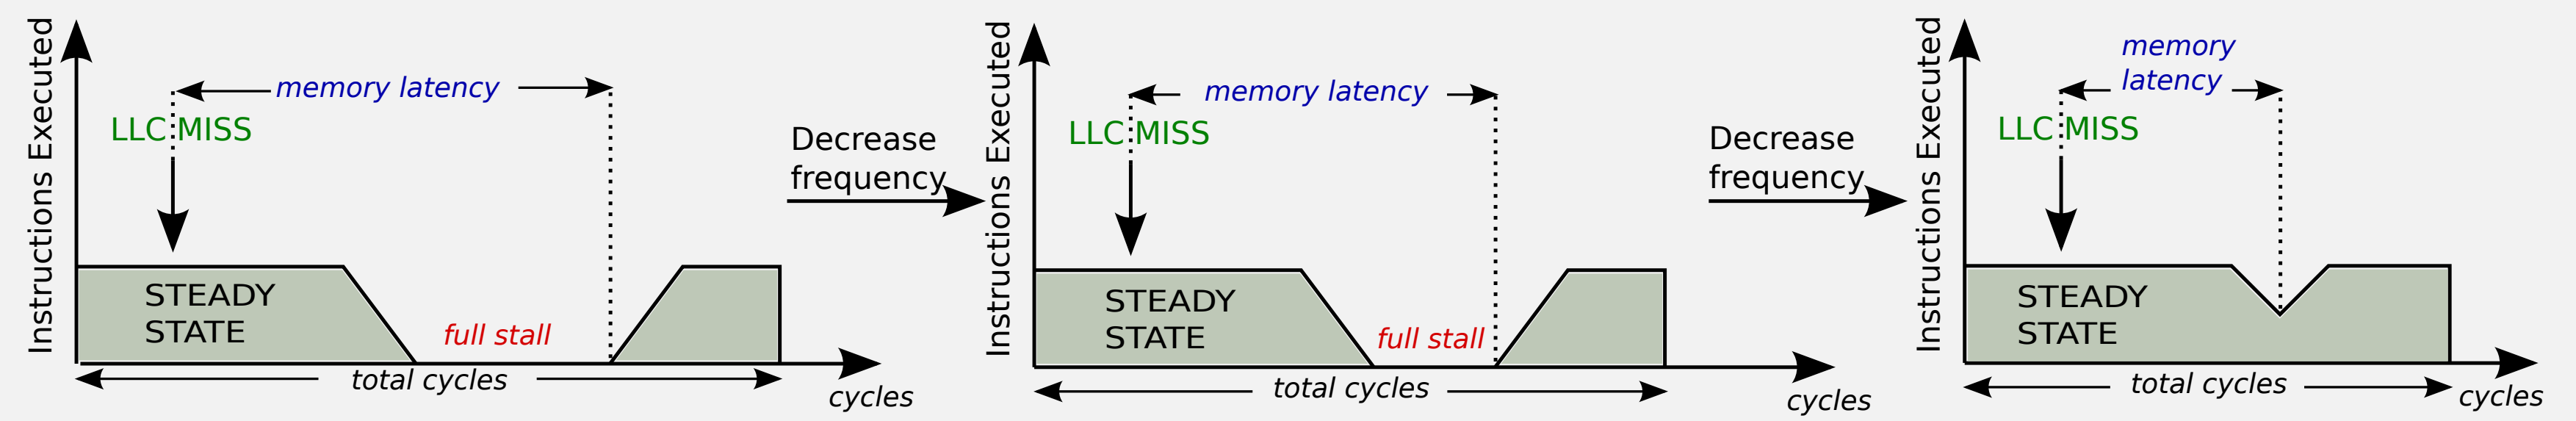 Instructions Executed
memory latency
LLC MISS
STEADY
STATE
full stall
total cycles
cycles
Decrease
frequency
Instructions Executed
memory latency
LLC MISS
STEADY
STATE
full stall
total cycles
cycles
Decrease
frequency
Instructions Executed
memory
latency
LLC MISS
STEADY
STATE
total cycles
cycles